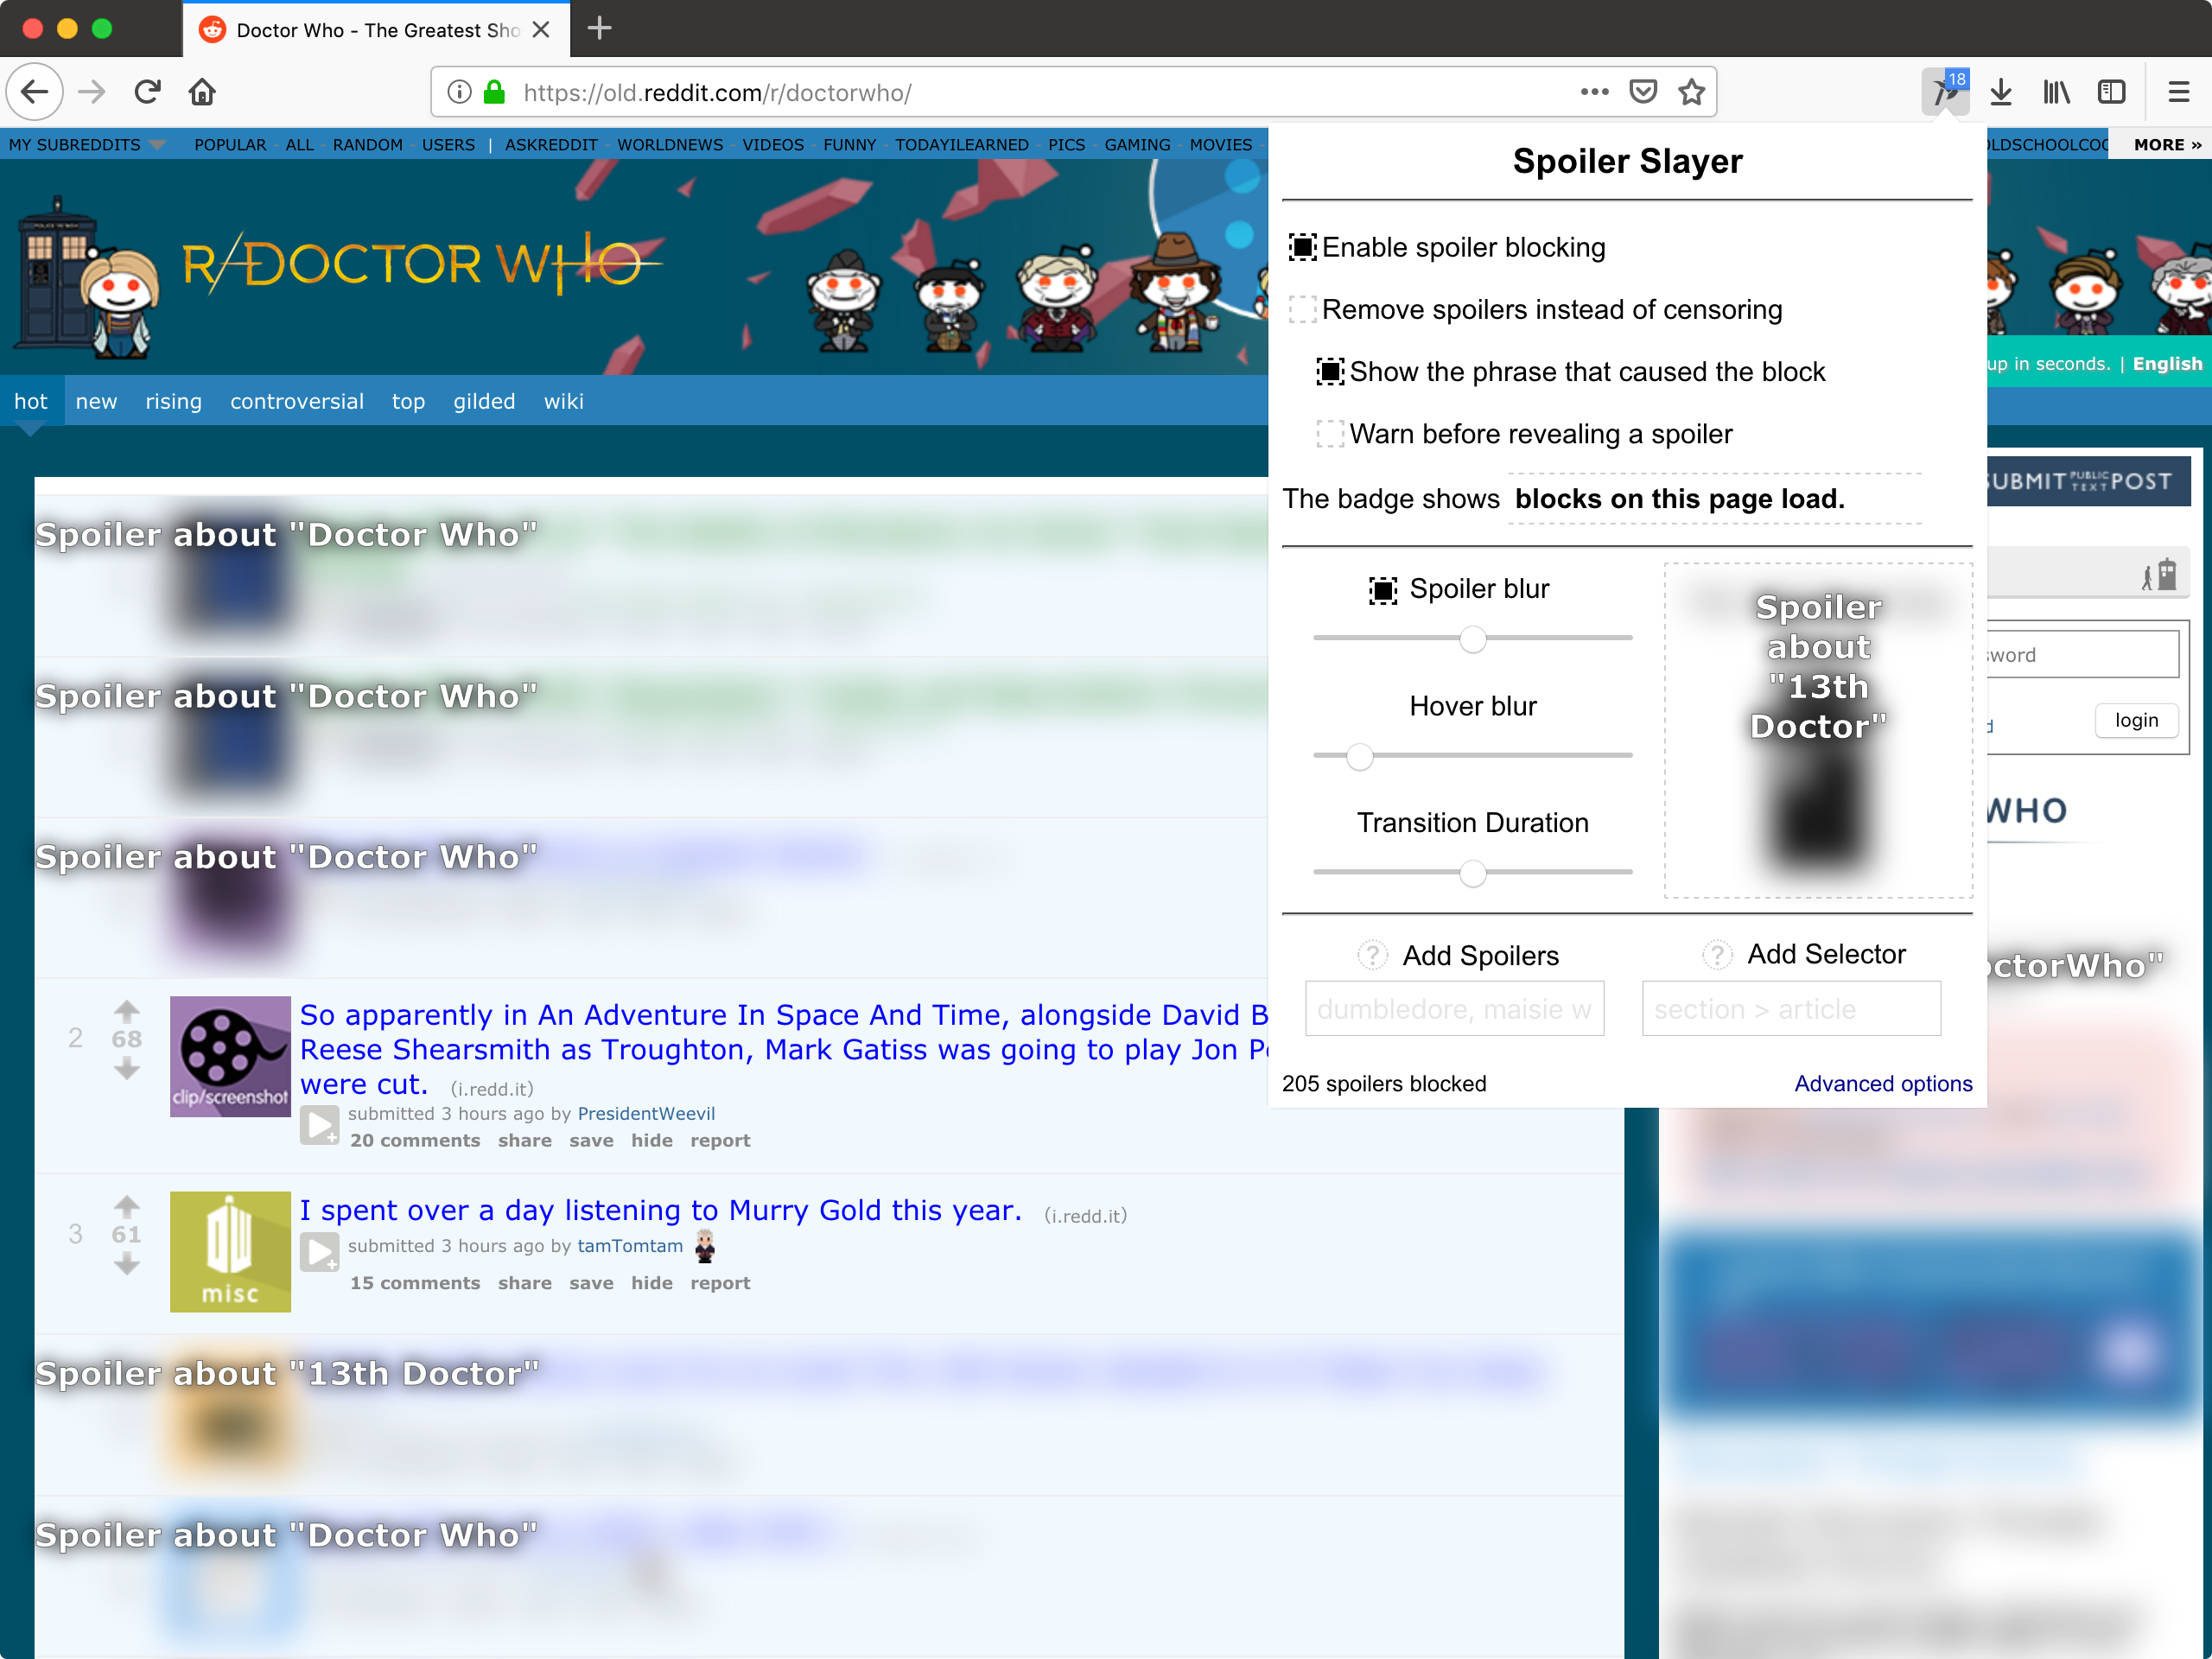 Doctor Who - The Greatest Sho
https://old.reddit.com/r/doctorwho/
18
MY SUBREDDITS POPULAR - ALL - RANDOM - USERS | ASKREDDIT - WORLDNEWS - VIDEOS - FUNNY - TODAYILEARNED - PICS - GAMING - MOVIES -
OLDSCHOOLCOO MORE »
R/DOCTOR WHO
up in seconds. | English
hot new rising controversial top gilded wiki
Spoiler about "Doctor Who"
Spoiler about "Doctor Who"
Spoiler about "Doctor Who"
2
68
clip/screenshot
So apparently in An Adventure In Space And Time, alongside David B
Reese Shearsmith as Troughton, Mark Gatiss was going to play Jon P
were cut. (i.redd.it)
submitted 3 hours ago by PresidentWeevil
20 comments share save hide report
3
61
misc
I spent over a day listening to Murry Gold this year. (i.redd.it)
submitted 3 hours ago by tamTomtam
15 comments share save hide report
Spoiler about "13th Doctor"
Spoiler about "Doctor Who"
Spoiler Slayer
Enable spoiler blocking
Remove spoilers instead of censoring
Show the phrase that caused the block
Warn before revealing a spoiler
The badge shows blocks on this page load.
Spoiler blur
Hover blur
Transition Duration
Spoiler
about
"13th
Doctor"
? Add Spoilers
dumbledore, maisie w
? Add Selector
section > article
205 spoilers blocked
Advanced options
SUBMIT PUBLIC TEXT POST
sword
d
login
WHO
octorWho"